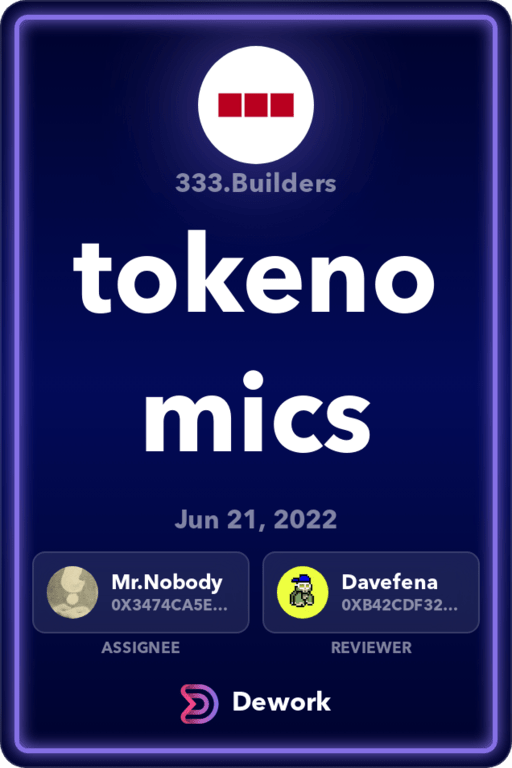 333.Builders
tokeno
mics
Jun 21, 2022
Mr.Nobody
0X3474CA5E...
ASSIGNEE
Davefena
0XB42CDF32...
REVIEWER
Dework